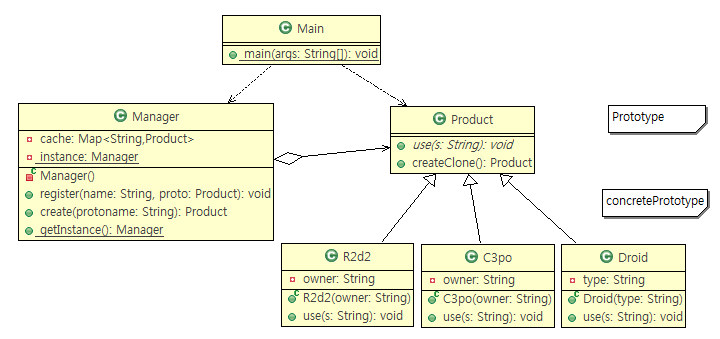 Main
main(args: String[]): void
Manager
cache: Map<String,Product>
instance: Manager
Manager()
register(name: String, proto: Product): void
create(protoname: String): Product
getInstance(): Manager
Product
use(s: String): void
createClone(): Product
Prototype
concretePrototype
R2d2
owner: String
R2d2(owner: String)
use(s: String): void
C3po
owner: String
C3po(owner: String)
use(s: String): void
Droid
type: String
Droid(type: String)
use(s: String): void